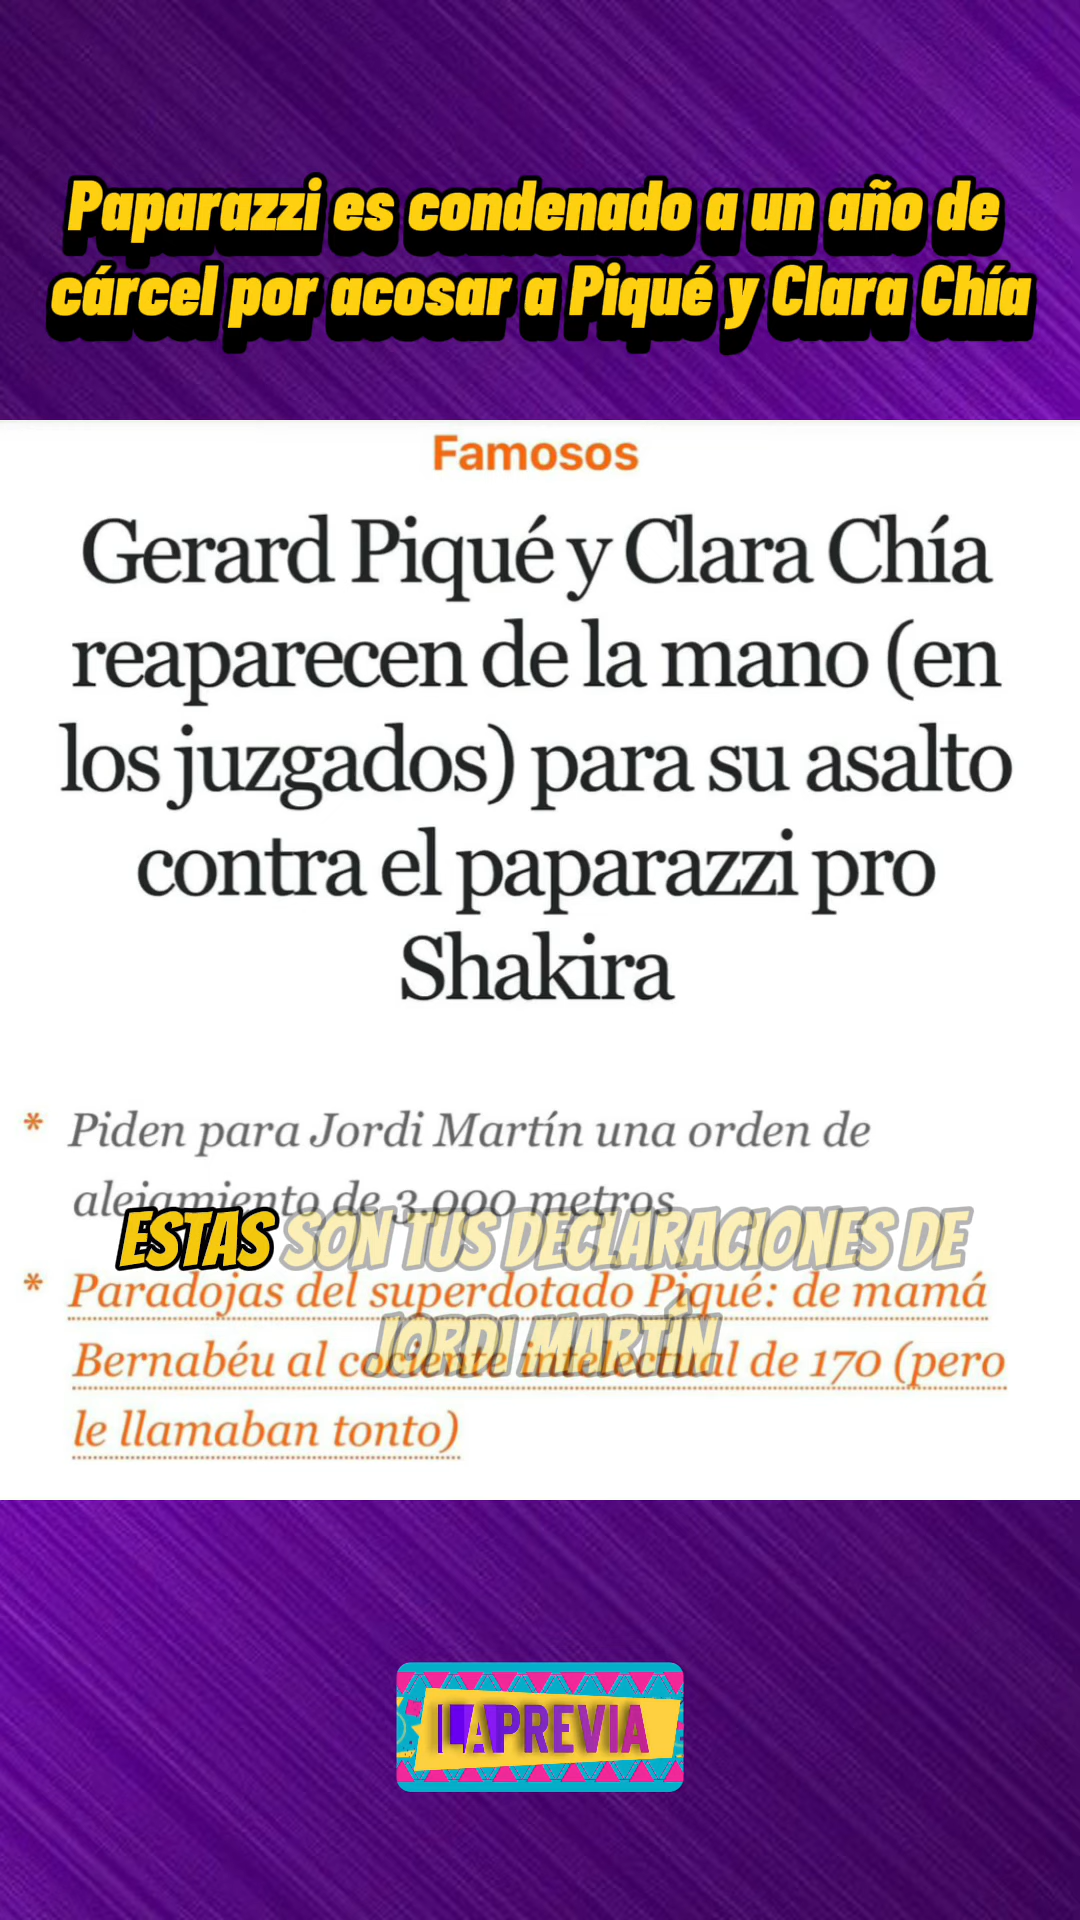 Paparazzi es condenado a un año de
cárcel por acosar a Piqué y Clara Chía
Famosos
Gerard Piqué y Clara Chía
reaparecen de la mano (en
los juzgados) para su asalto
contra el paparazzi pro
Shakira
* Piden para Jordi Martín una orden de
alejamiento de 3.000 metros
ESTAS SON TUS DECLARACIONES DE
JORDI MARTÍN
* Paradojas del superdotado Piqué: de mamá
Bernabéu al cociente intelectual de 170 (pero
le llamaban tonto)
LAPREVIA